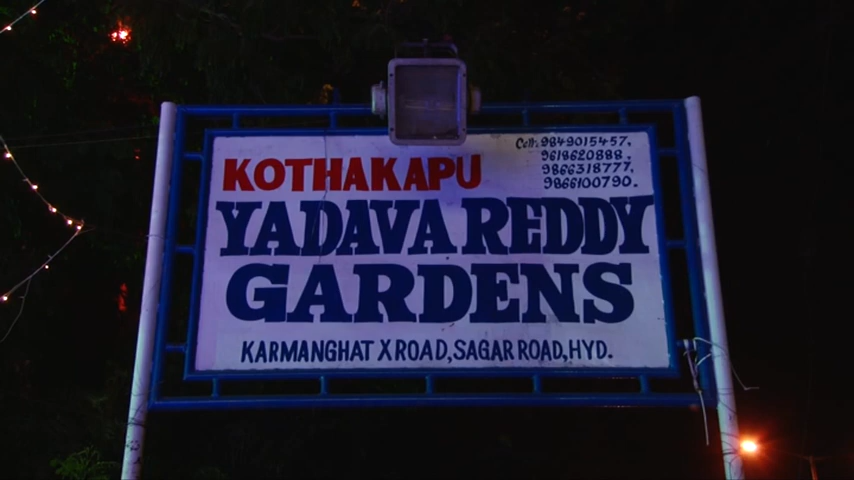 Cell: 9849015457,
9618620888,
9866318777,
9866100790.
KOTHAKAPU
YADAVA REDDY
GARDENS
KARMANGHAT X ROAD, SAGAR ROAD, HYD.